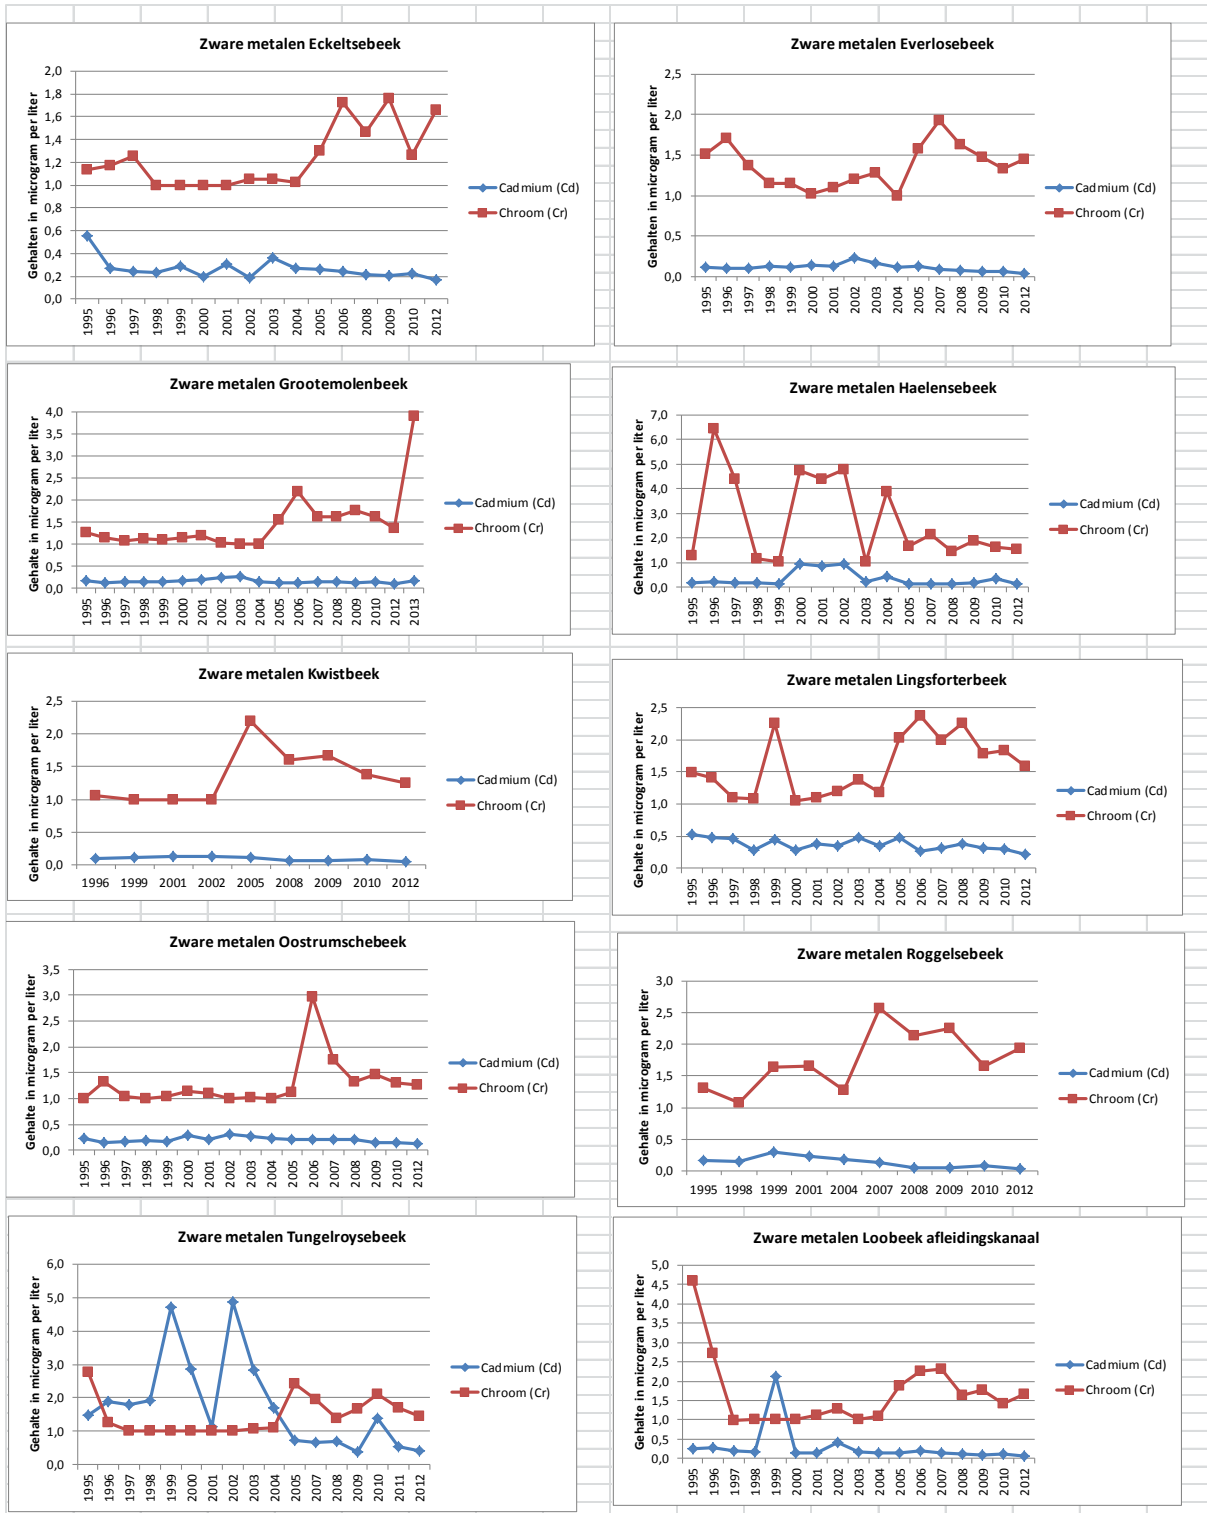 Zware metalen Eckeltsebeek
Gehalten in microgram per liter
2,0
1,8
1,6
1,4
1,2
1,0
0,8
0,6
0,4
0,2
0,0
1995 1996 1997 1998 1999 2000 2001 2002 2003 2004 2005 2006 2008 2009 2010 2012
Cadmium (Cd)
Chroom (Cr)
Zware metalen Everlosebeek
Gehalten in microgram per liter
2,5
2,0
1,5
1,0
0,5
0,0
1995 1996 1997 1998 1999 2000 2001 2002 2003 2004 2005 2007 2008 2009 2010 2012
Cadmium (Cd)
Chroom (Cr)
Zware metalen Grootemolenbeek
Gehalte in microgram per liter
4,0
3,5
3,0
2,5
2,0
1,5
1,0
0,5
0,0
1995 1996 1997 1998 1999 2000 2001 2002 2003 2004 2005 2006 2007 2008 2009 2010 2012 2013
Cadmium (Cd)
Chroom (Cr)
Zware metalen Haelensebeek
Gehalte in microgram per liter
7,0
6,0
5,0
4,0
3,0
2,0
1,0
0,0
1995 1996 1997 1998 1999 2000 2001 2002 2003 2004 2005 2007 2008 2009 2010 2012
Cadmium (Cd)
Chroom (Cr)
Zware metalen Kwistbeek
Gehalte in microgram per liter
2,5
2,0
1,5
1,0
0,5
0,0
1996 1999 2001 2002 2005 2008 2009 2010 2012
Cadmium (Cd)
Chroom (Cr)
Zware metalen Lingsforterbeek
Gehalte in microgram per liter
2,5
2,0
1,5
1,0
0,5
0,0
1995 1996 1997 1998 1999 2000 2001 2002 2003 2004 2005 2006 2007 2008 2009 2010 2012
Cadmium (Cd)
Chroom (Cr)
Zware metalen Oostrumschebeek
Gehalte in microgram per liter
3,5
3,0
2,5
2,0
1,5
1,0
0,5
0,0
1995 1996 1997 1998 1999 2000 2001 2002 2003 2004 2005 2006 2007 2008 2009 2010 2012
Cadmium (Cd)
Chroom (Cr)
Zware metalen Roggelsebeek
Gehalte in microgram per liter
3,0
2,5
2,0
1,5
1,0
0,5
0,0
1995 1998 1999 2001 2004 2007 2008 2009 2010 2012
Cadmium (Cd)
Chroom (Cr)
Zware metalen Tungelroysebeek
Gehalte in microgram per liter
6,0
5,0
4,0
3,0
2,0
1,0
0,0
1995 1996 1997 1998 1999 2000 2001 2002 2003 2004 2005 2007 2008 2009 2010 2011 2012
Cadmium (Cd)
Chroom (Cr)
Zware metalen Loobeek afleidingskanaal
Gehalte in microgram per liter
5,0
4,5
4,0
3,5
3,0
2,5
2,0
1,5
1,0
0,5
0,0
1995 1996 1997 1998 1999 2000 2001 2002 2003 2004 2005 2006 2007 2008 2009 2010 2012
Cadmium (Cd)
Chroom (Cr)